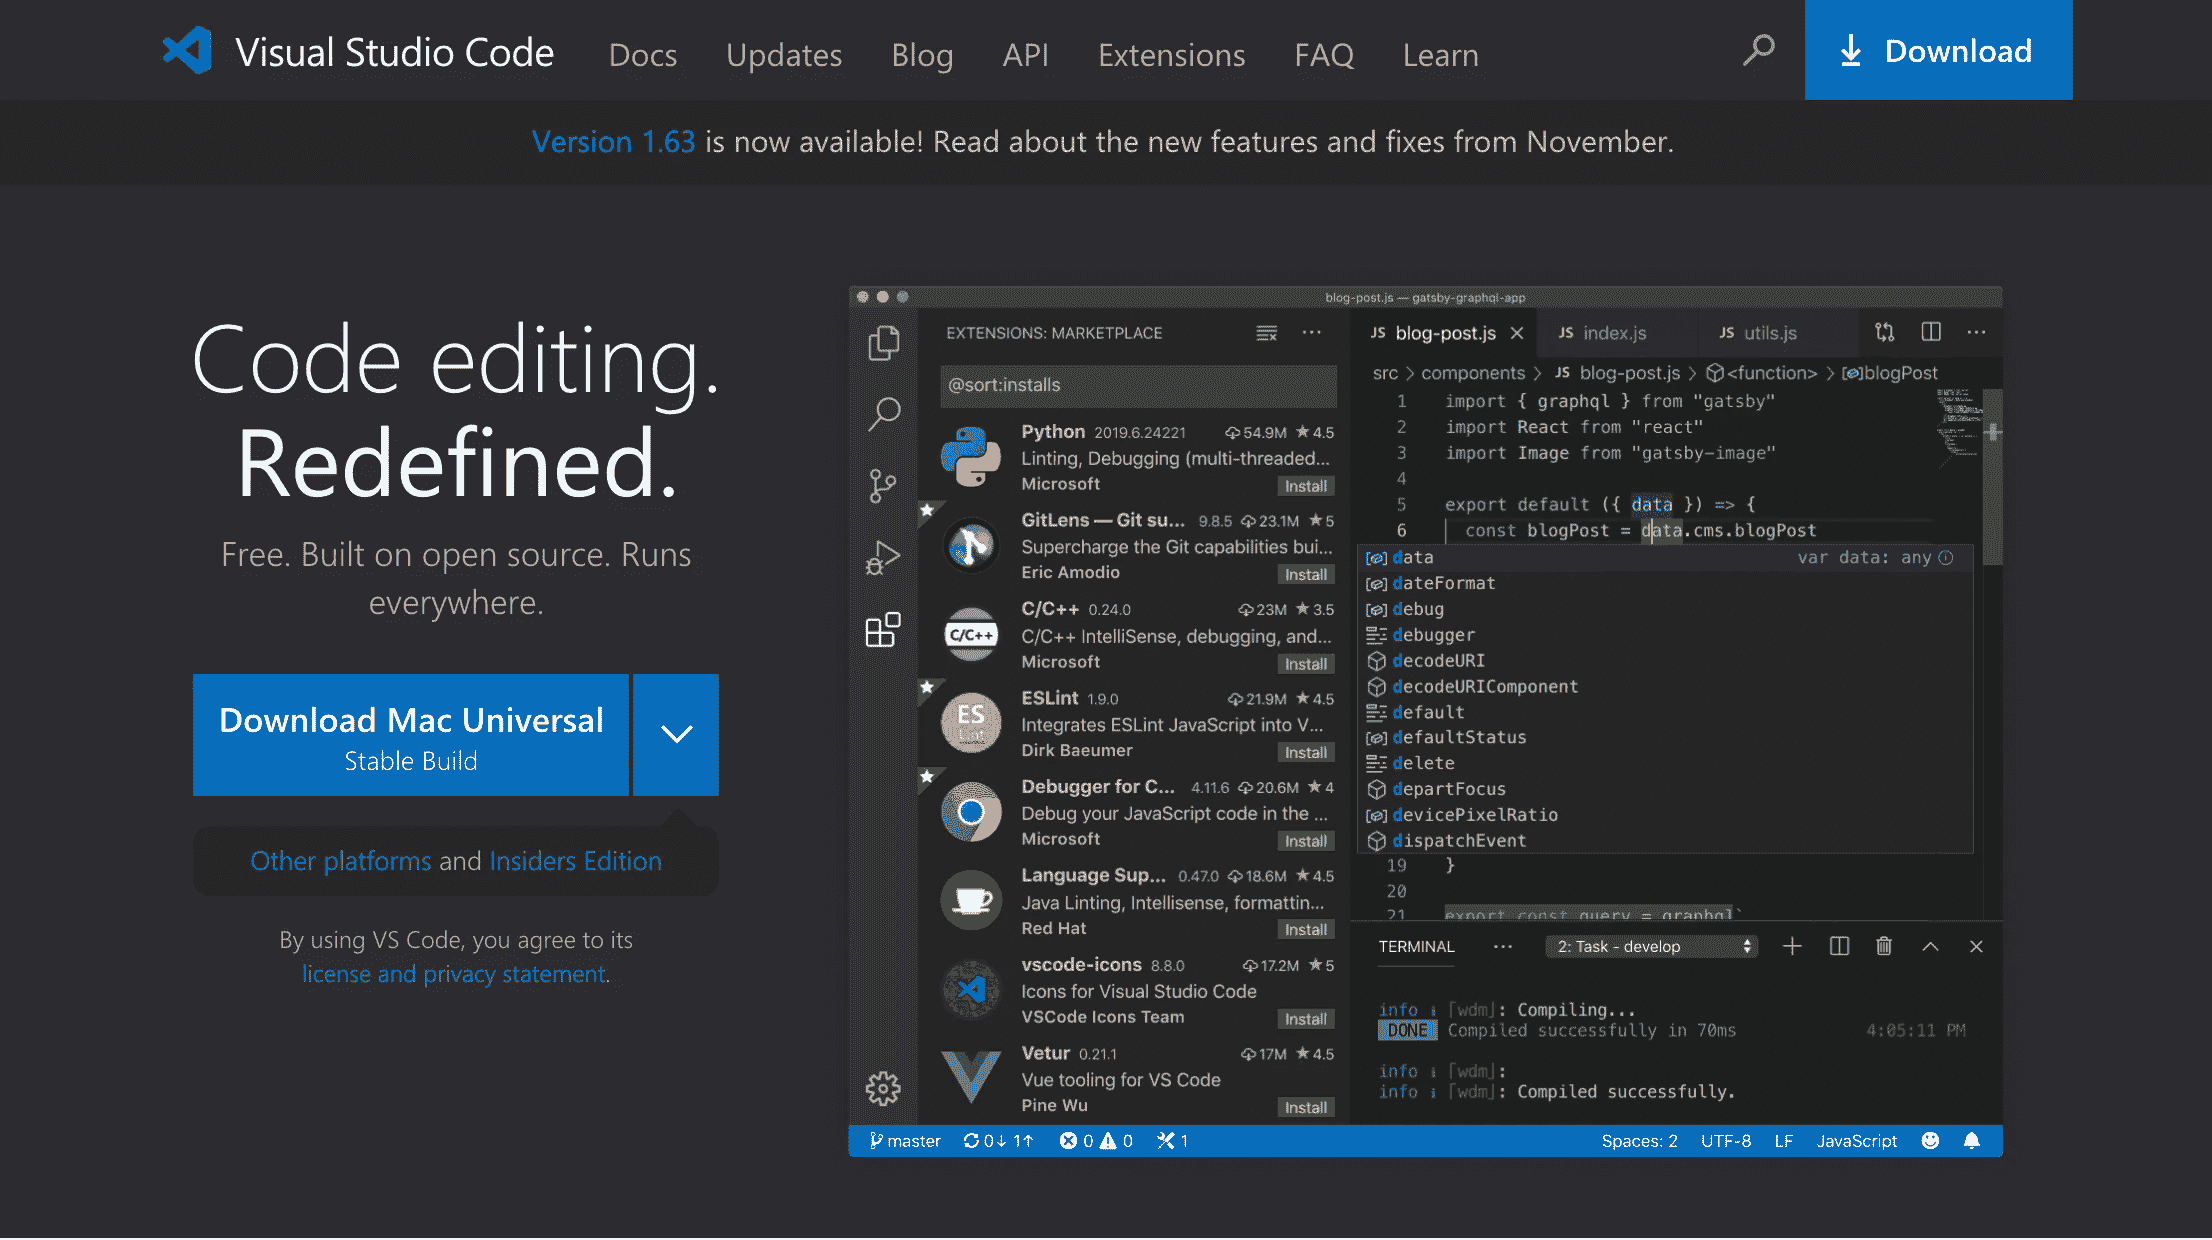 Visual Studio Code Docs Updates Blog API Extensions FAQ Learn Download
Version 1.63 is now available! Read about the new features and fixes from November.
Code editing.
Redefined.
Free. Built on open source. Runs
everywhere.
Download Mac Universal
Stable Build
Other platforms and Insiders Edition
By using VS Code, you agree to its
license and privacy statement.
blog-post.js — gatsby-graphql-app
EXTENSIONS: MARKETPLACE
@sort:installs
Python 2019.6.24221 54.9M ★ 4.5
Linting, Debugging (multi-threaded...
Microsoft Install
GitLens — Git su... 9.8.5 23.1M ★ 5
Supercharge the Git capabilities bui...
Eric Amodio Install
C/C++
C/C++ 0.24.0 23M ★ 3.5
C/C++ IntelliSense, debugging, and...
Microsoft Install
ES
Lint
ESLint 1.9.0 21.9M ★ 4.5
Integrates ESLint JavaScript into V...
Dirk Baeumer Install
Debugger for C... 4.11.6 20.6M ★ 4
Debug your JavaScript code in the ...
Microsoft Install
Language Sup... 0.47.0 18.6M ★ 4.5
Java Linting, Intellisense, formattin...
Red Hat Install
vscode-icons 8.8.0 17.2M ★ 5
Icons for Visual Studio Code
VSCode Icons Team Install
Vetur 0.21.1 17M ★ 4.5
Vue tooling for VS Code
Pine Wu Install
JS blog-post.js JS index.js JS utils.js
src > components > JS blog-post.js > <function> > blogPost
1 import { graphql } from "gatsby"
2 import React from "react"
3 import Image from "gatsby-image"
4
5 export default ({ data }) => {
6 const blogPost = data.cms.blogPost
data var data: any
dateFormat
debug
debugger
decodeURI
decodeURIComponent
default
defaultStatus
delete
departFocus
devicePixelRatio
dispatchEvent
19 }
20
21 export const query = graphql`
TERMINAL ... 2: Task - develop
info : [wdm]: Compiling...
DONE Compiled successfully in 70ms 4:05:11 PM
info : [wdm]:
info : [wdm]: Compiled successfully.
master 0↓ 1↑ 0 0 1 Spaces: 2 UTF-8 LF JavaScript